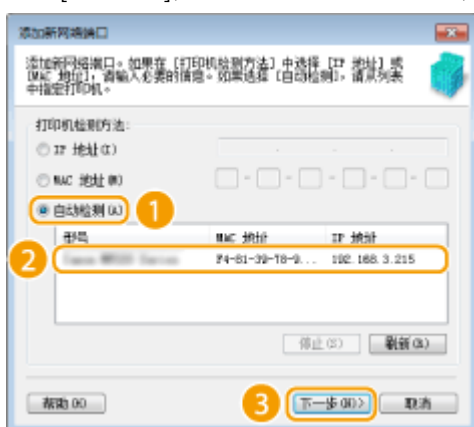 添加新网络端口
添加新网络端口。如果在 [打印机检测方法] 中选择 [IP 地址] 或
[MAC 地址]，请输入必要的信息。如果选择 [自动检测]，请从列表
中指定打印机。
打印机检测方法:
IP 地址(I)
MAC 地址(M)
自动检测(A) 1
型号 MAC 地址 IP 地址
2 F4-81-39-78-9... 192.168.3.215
停止(S) 刷新(R)
帮助(H) 3 下一步(N)> 取消